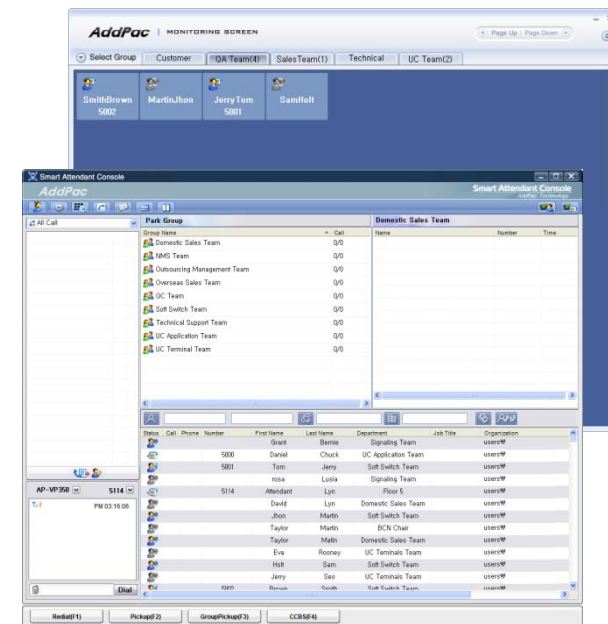 AddPac | MONITORING SCREEN
Page Up | Page Down
Select Group Customer QA Team(4) SalesTeam(1) Technical UC Team(2)
SmithBrown MartinJhon JerryTom SamHolt
5002 5001
Smart Attendant Console
AddPac
Smart Attendant Console
AddPac Technology
All Call
Park Group Domestic Sales Team
Group Name Call Name Number Time
Domestic Sales Team 0/0
NMS Team 0/0
Outsourcing Management Team 0/0
Overseas Sales Team 0/0
QC Team 0/0
Soft Switch Team 0/0
Technical Support Team 0/0
UC Application Team 0/0
UC Terminal Team 0/0
Status Call Phone Number First Name Last Name Department Job Title Organization
Grant Bernie Signaling Team users₩
5000 Daniel Chuck UC Application Team users₩
5001 Tom Jerry Soft Switch Team users₩
rosa Lusia Signaling Team users₩
5114 Attendant Lyn Floor 5 users₩
David Lyn Domestic Sales Team users₩
Jhon Martin Soft Switch Team users₩
Taylor Martin BCN Chair users₩
Taylor Matin Domestic Sales Team users₩
Eva Rooney UC Teminals Team users₩
Holt Sam Soft Switch Team users₩
Jerry Seo UC Teminals Team users₩
5002 Brown Smith Soft Switch Team users₩
AP-VP350 5114
PM 03:16:06
Dial
Redial(F1) Pickup(F2) GroupPickup(F3) CCBS(F4)